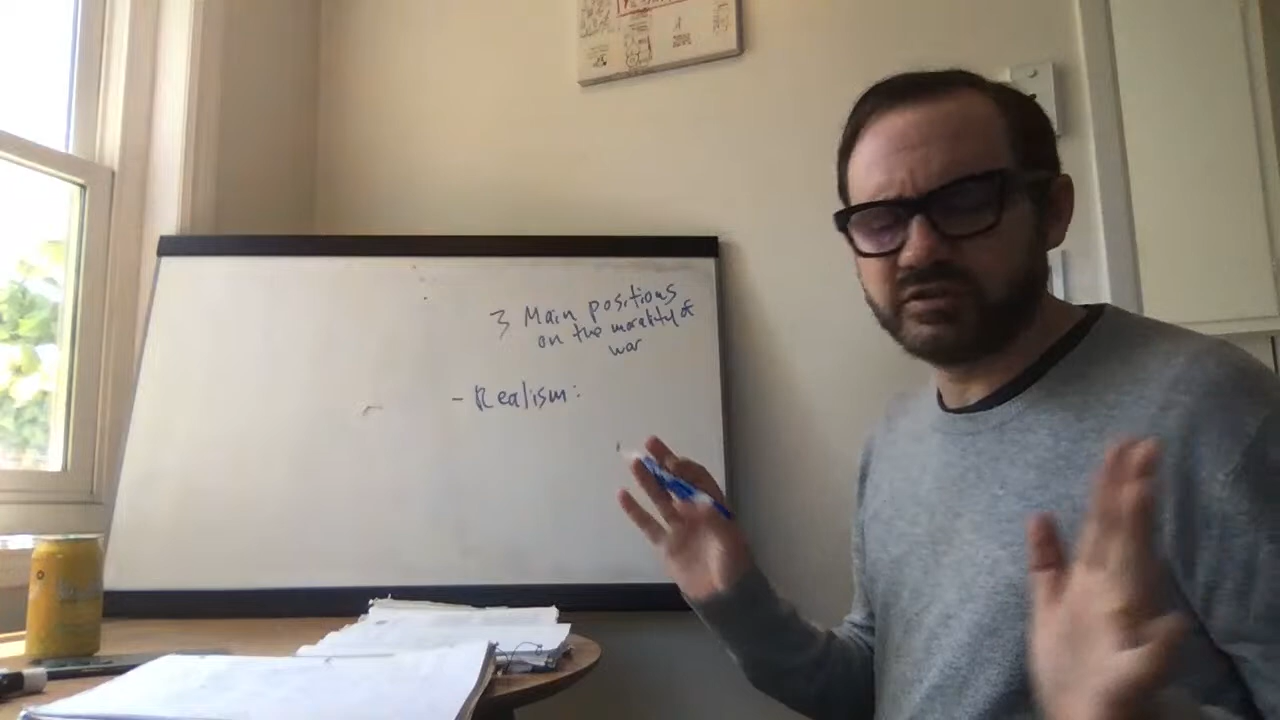 3 Main positions
on the morality of
war
- Realism: